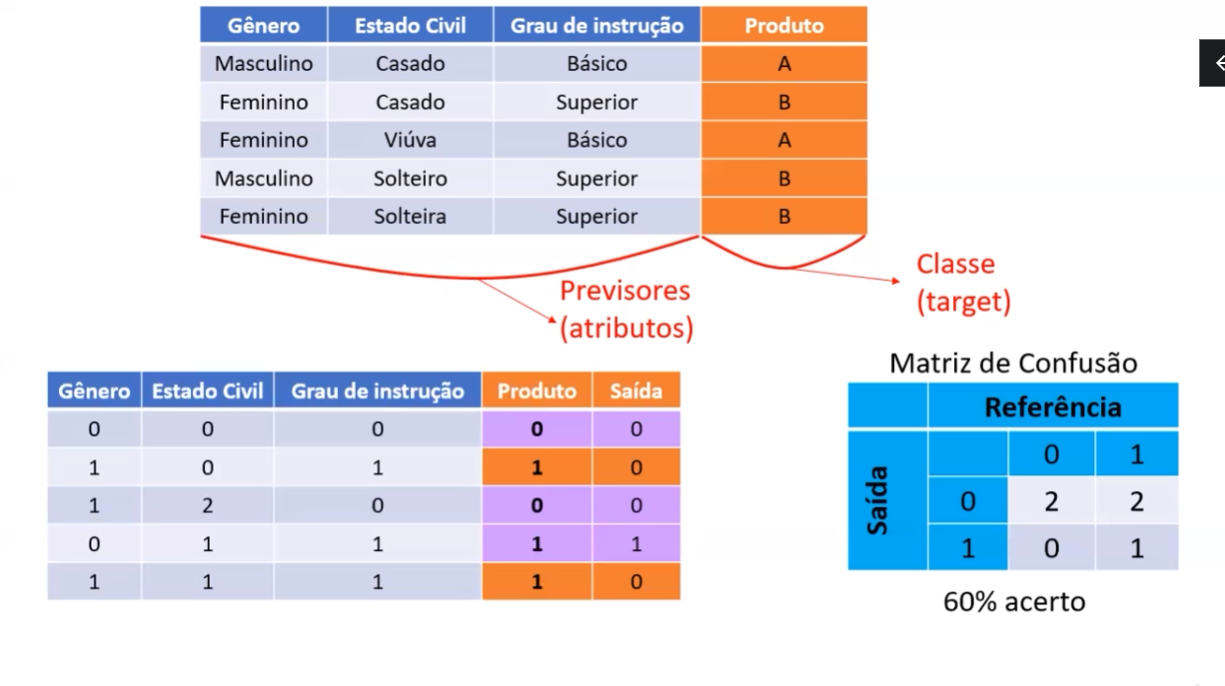 Gênero Estado Civil Grau de instrução Produto
Masculino Casado Básico A
Feminino Casado Superior B
Feminino Viúva Básico A
Masculino Solteiro Superior B
Feminino Solteira Superior B
Classe
(target)
Previsores
(atributos)
Gênero Estado Civil Grau de instrução Produto Saída
0 0 0 0 0
1 0 1 1 0
1 2 0 0 0
0 1 1 1 1
1 1 1 1 0
Matriz de Confusão
Referência
Saída
0 1
0 2 2
1 0 1
60% acerto